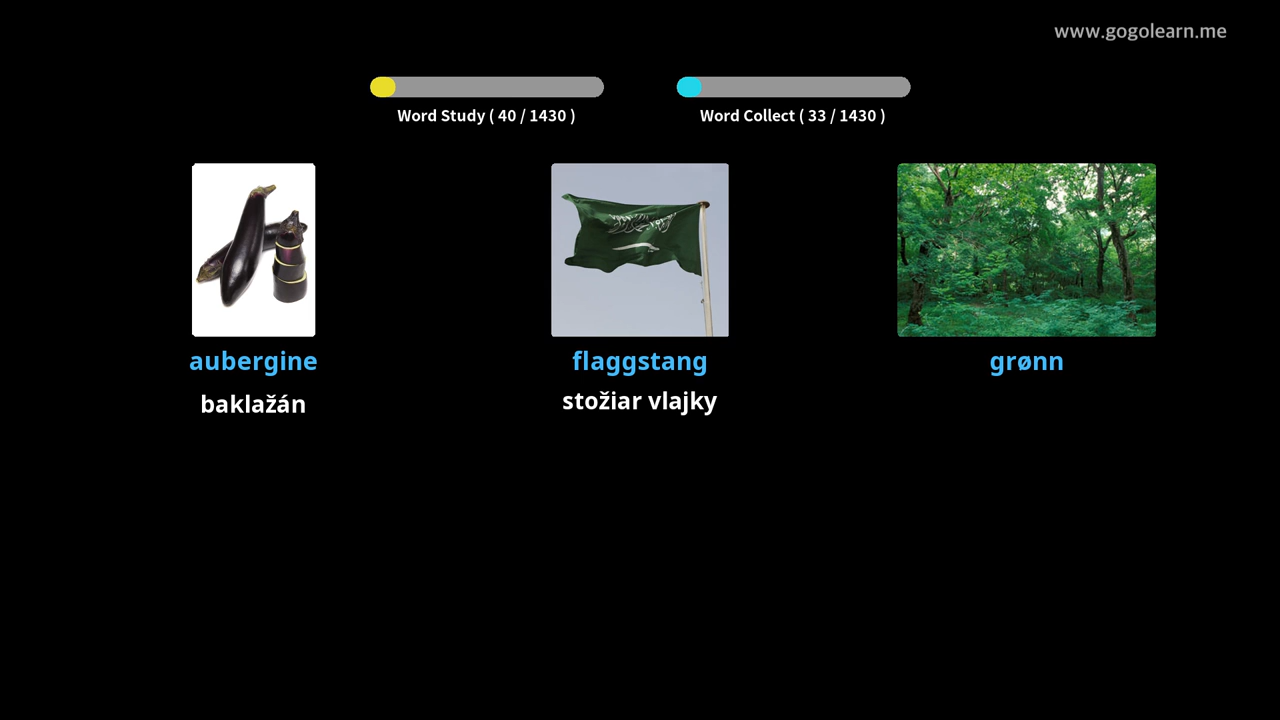 www.gogolearn.me
Word Study ( 40 / 1430 )
Word Collect ( 33 / 1430 )
aubergine
baklažán
flaggstang
stožiar vlajky
grønn